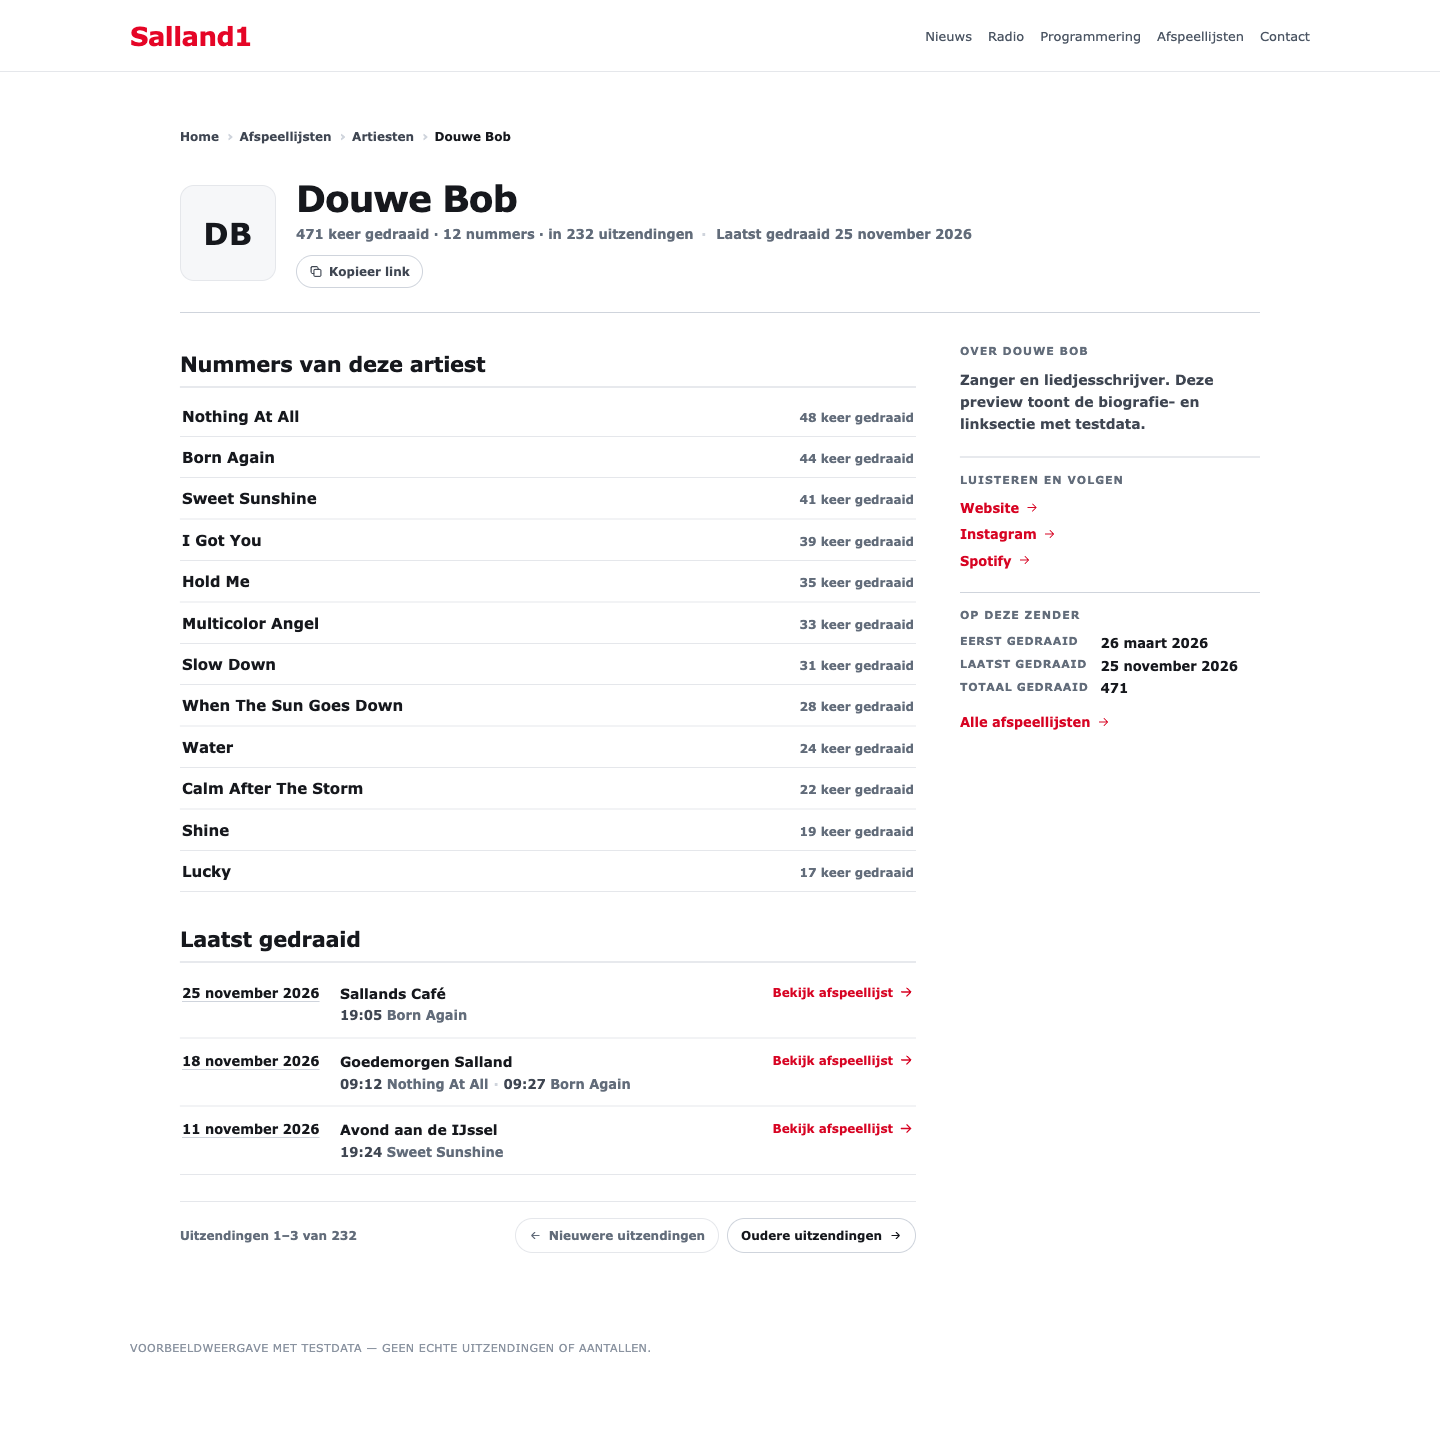 Salland1
Nieuws Radio Programmering Afspeellijsten Contact
Home › Afspeellijsten › Artiesten › Douwe Bob
DB
Douwe Bob
471 keer gedraaid · 12 nummers · in 232 uitzendingen · Laatst gedraaid 25 november 2026
Kopieer link
Nummers van deze artiest
Nothing At All 48 keer gedraaid
Born Again 44 keer gedraaid
Sweet Sunshine 41 keer gedraaid
I Got You 39 keer gedraaid
Hold Me 35 keer gedraaid
Multicolor Angel 33 keer gedraaid
Slow Down 31 keer gedraaid
When The Sun Goes Down 28 keer gedraaid
Water 24 keer gedraaid
Calm After The Storm 22 keer gedraaid
Shine 19 keer gedraaid
Lucky 17 keer gedraaid
Laatst gedraaid
25 november 2026 Sallands Café Bekijk afspeellijst →
19:05 Born Again
18 november 2026 Goedemorgen Salland Bekijk afspeellijst →
09:12 Nothing At All · 09:27 Born Again
11 november 2026 Avond aan de IJssel Bekijk afspeellijst →
19:24 Sweet Sunshine
Uitzendingen 1–3 van 232 ← Nieuwere uitzendingen Oudere uitzendingen →
OVER DOUWE BOB
Zanger en liedjesschrijver. Deze
preview toont de biografie- en
linksectie met testdata.
LUISTEREN EN VOLGEN
Website →
Instagram →
Spotify →
OP DEZE ZENDER
EERST GEDRAAID 26 maart 2026
LAATST GEDRAAID 25 november 2026
TOTAAL GEDRAAID 471
Alle afspeellijsten →
VOORBEELDWEERGAVE MET TESTDATA — GEEN ECHTE UITZENDINGEN OF AANTALLEN.